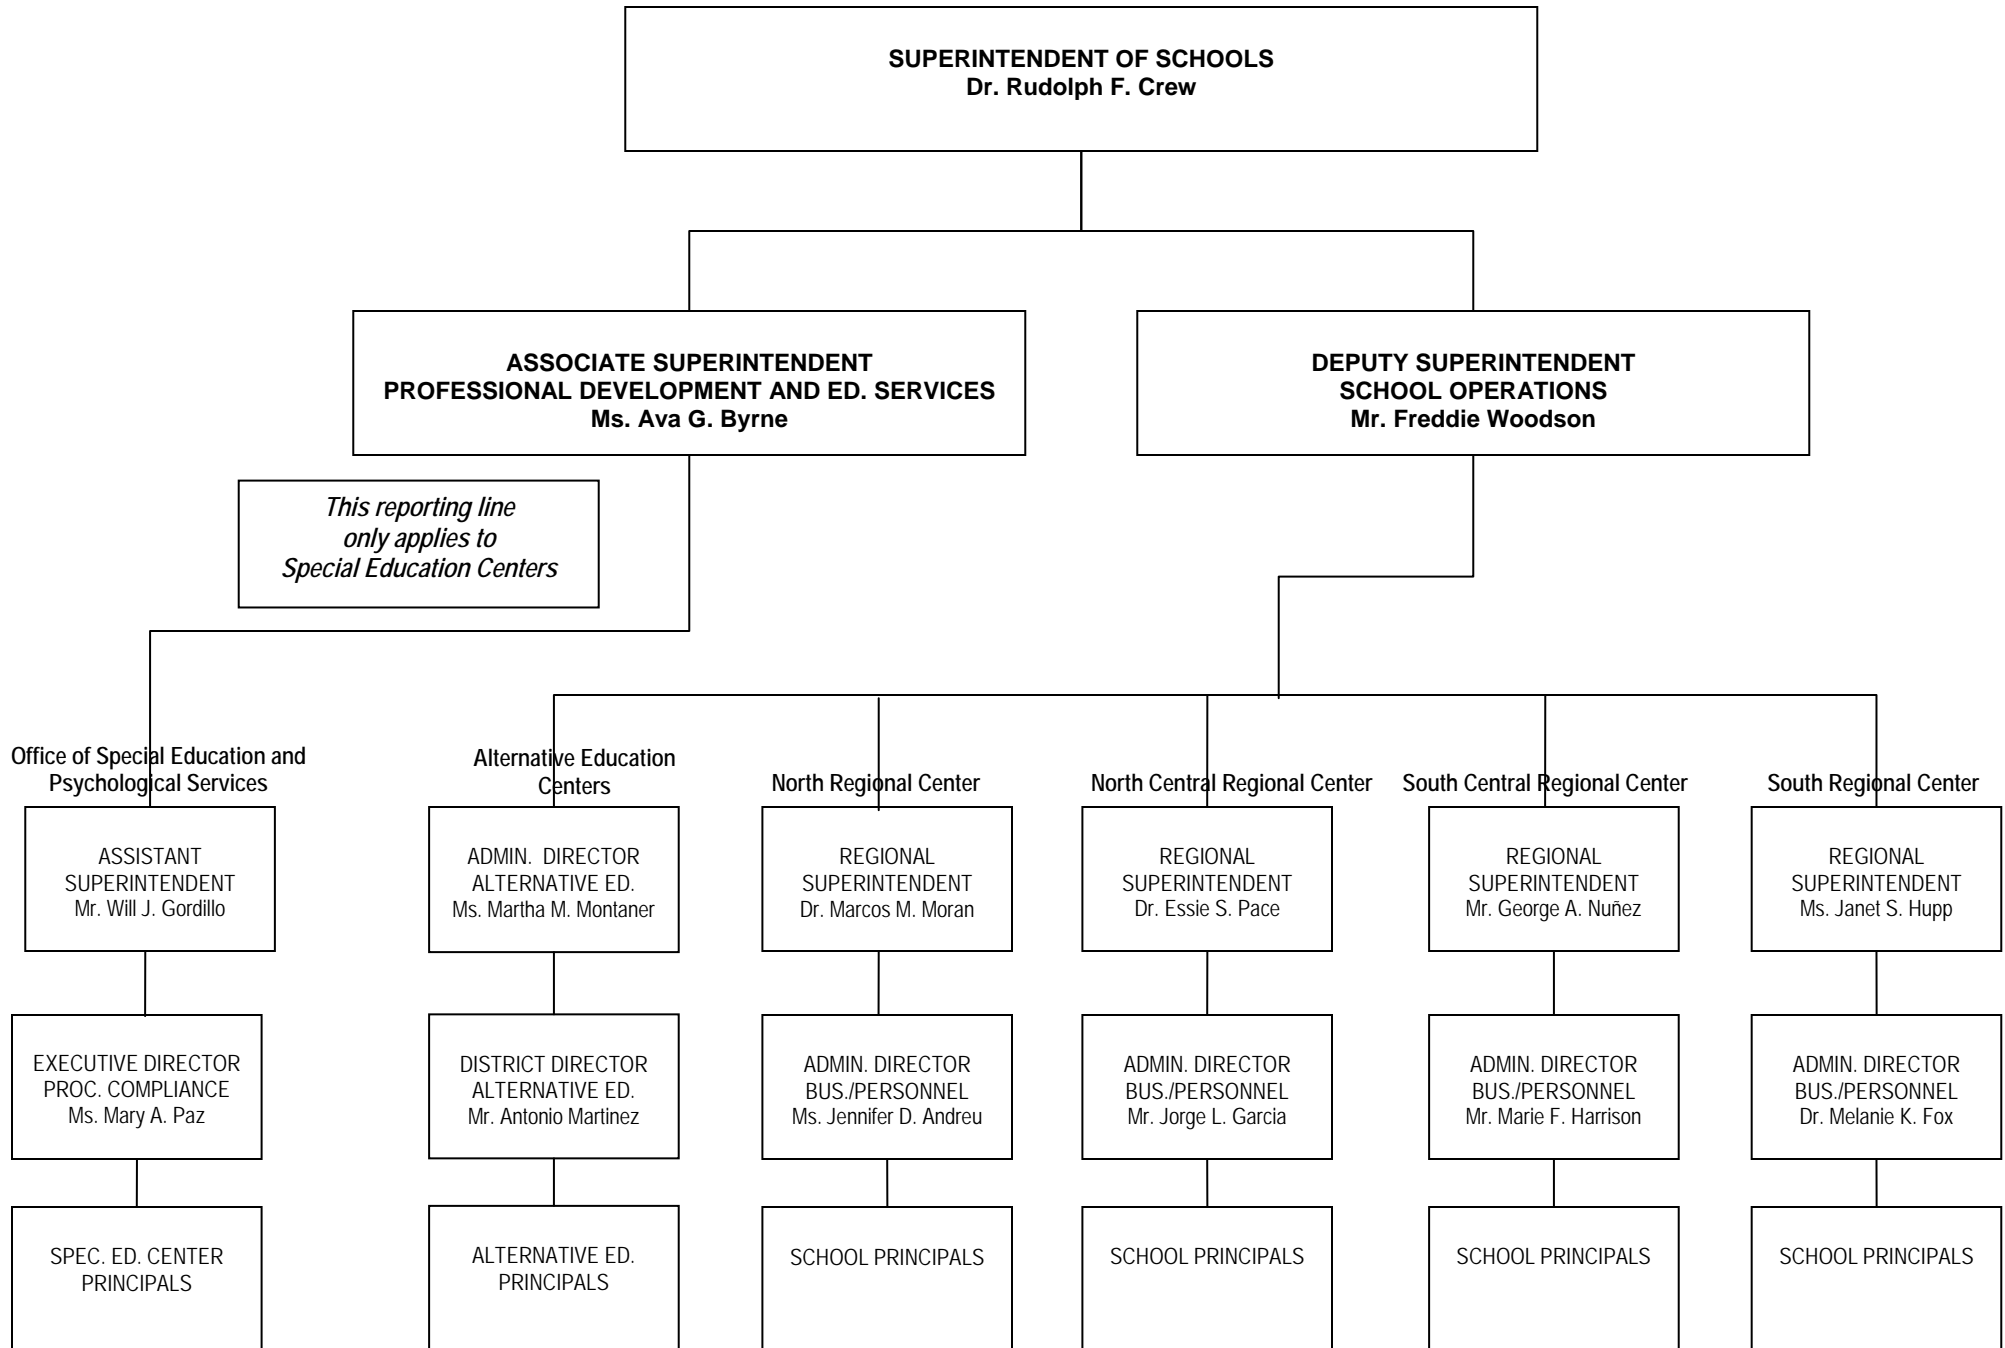 SUPERINTENDENT OF SCHOOLS
Dr. Rudolph F. Crew
ASSOCIATE SUPERINTENDENT
PROFESSIONAL DEVELOPMENT AND ED. SERVICES
Ms. Ava G. Byrne
DEPUTY SUPERINTENDENT
SCHOOL OPERATIONS
Mr. Freddie Woodson
This reporting line
only applies to
Special Education Centers
Office of Special Education and
Psychological Services
Alternative Education
Centers
North Regional Center
North Central Regional Center
South Central Regional Center
South Regional Center
ASSISTANT
SUPERINTENDENT
Mr. Will J. Gordillo
ADMIN. DIRECTOR
ALTERNATIVE ED.
Ms. Martha M. Montaner
REGIONAL
SUPERINTENDENT
Dr. Marcos M. Moran
REGIONAL
SUPERINTENDENT
Dr. Essie S. Pace
REGIONAL
SUPERINTENDENT
Mr. George A. Nuñez
REGIONAL
SUPERINTENDENT
Ms. Janet S. Hupp
EXECUTIVE DIRECTOR
PROC. COMPLIANCE
Ms. Mary A. Paz
DISTRICT DIRECTOR
ALTERNATIVE ED.
Mr. Antonio Martinez
ADMIN. DIRECTOR
BUS./PERSONNEL
Ms. Jennifer D. Andreu
ADMIN. DIRECTOR
BUS./PERSONNEL
Mr. Jorge L. Garcia
ADMIN. DIRECTOR
BUS./PERSONNEL
Mr. Marie F. Harrison
ADMIN. DIRECTOR
BUS./PERSONNEL
Dr. Melanie K. Fox
SPEC. ED. CENTER
PRINCIPALS
ALTERNATIVE ED.
PRINCIPALS
SCHOOL PRINCIPALS
SCHOOL PRINCIPALS
SCHOOL PRINCIPALS
SCHOOL PRINCIPALS